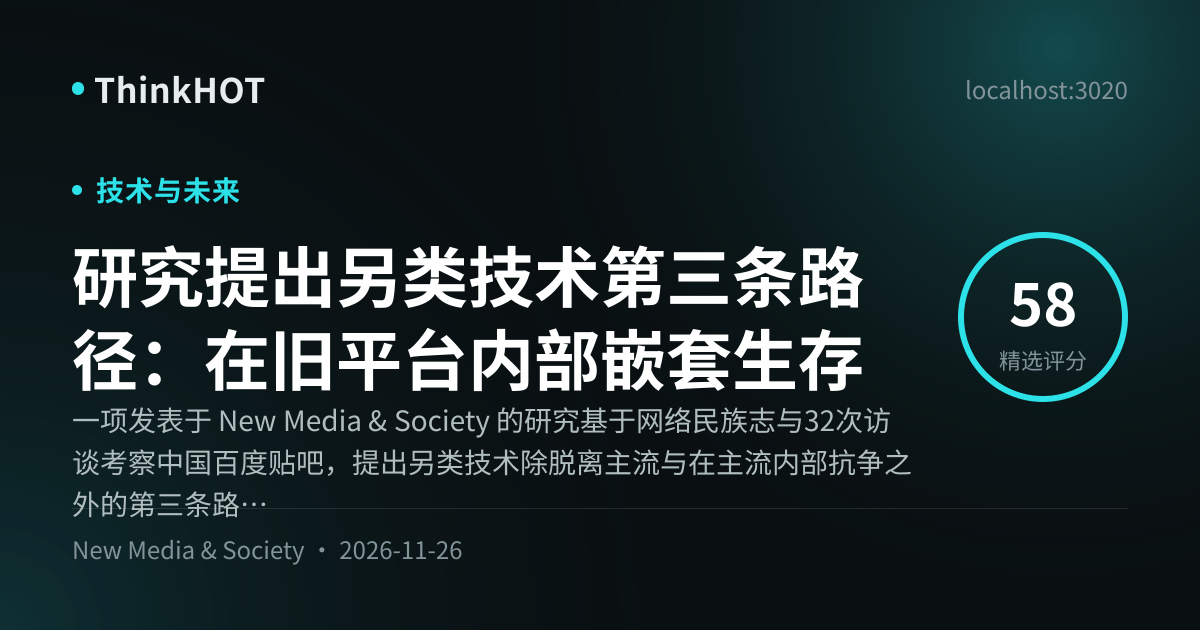 ThinkHOT
localhost:3020
技术与未来
研究提出另类技术第三条路
径：在旧平台内部嵌套生存
58
精选评分
一项发表于 New Media & Society 的研究基于网络民族志与32次访
谈考察中国百度贴吧，提出另类技术除脱离主流与在主流内部抗争之
外的第三条路…
New Media & Society · 2026-11-26